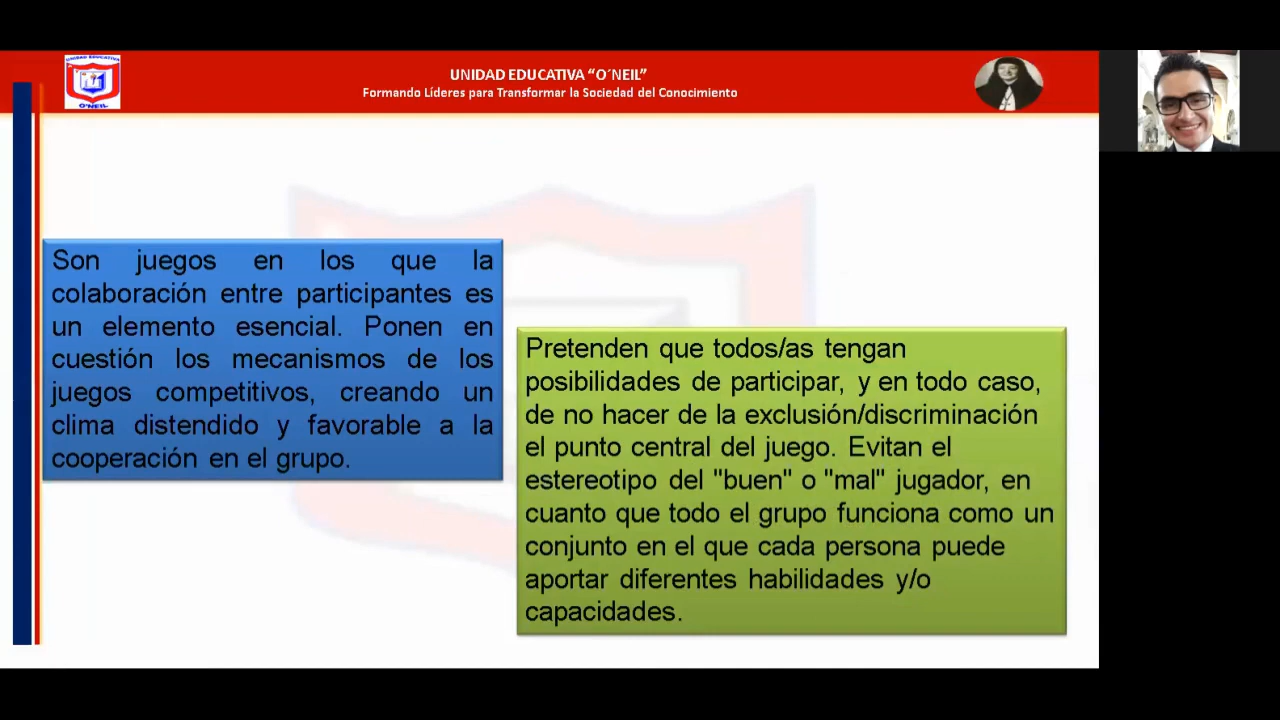 UNIDAD EDUCATIVA
O'NEIL
UNIDAD EDUCATIVA “O´NEIL”
Formando Líderes para Transformar la Sociedad del Conocimiento
Son juegos en los que la
colaboración entre participantes es
un elemento esencial. Ponen en
cuestión los mecanismos de los
juegos competitivos, creando un
clima distendido y favorable a la
cooperación en el grupo.
Pretenden que todos/as tengan
posibilidades de participar, y en todo caso,
de no hacer de la exclusión/discriminación
el punto central del juego. Evitan el
estereotipo del "buen" o "mal" jugador, en
cuanto que todo el grupo funciona como un
conjunto en el que cada persona puede
aportar diferentes habilidades y/o
capacidades.